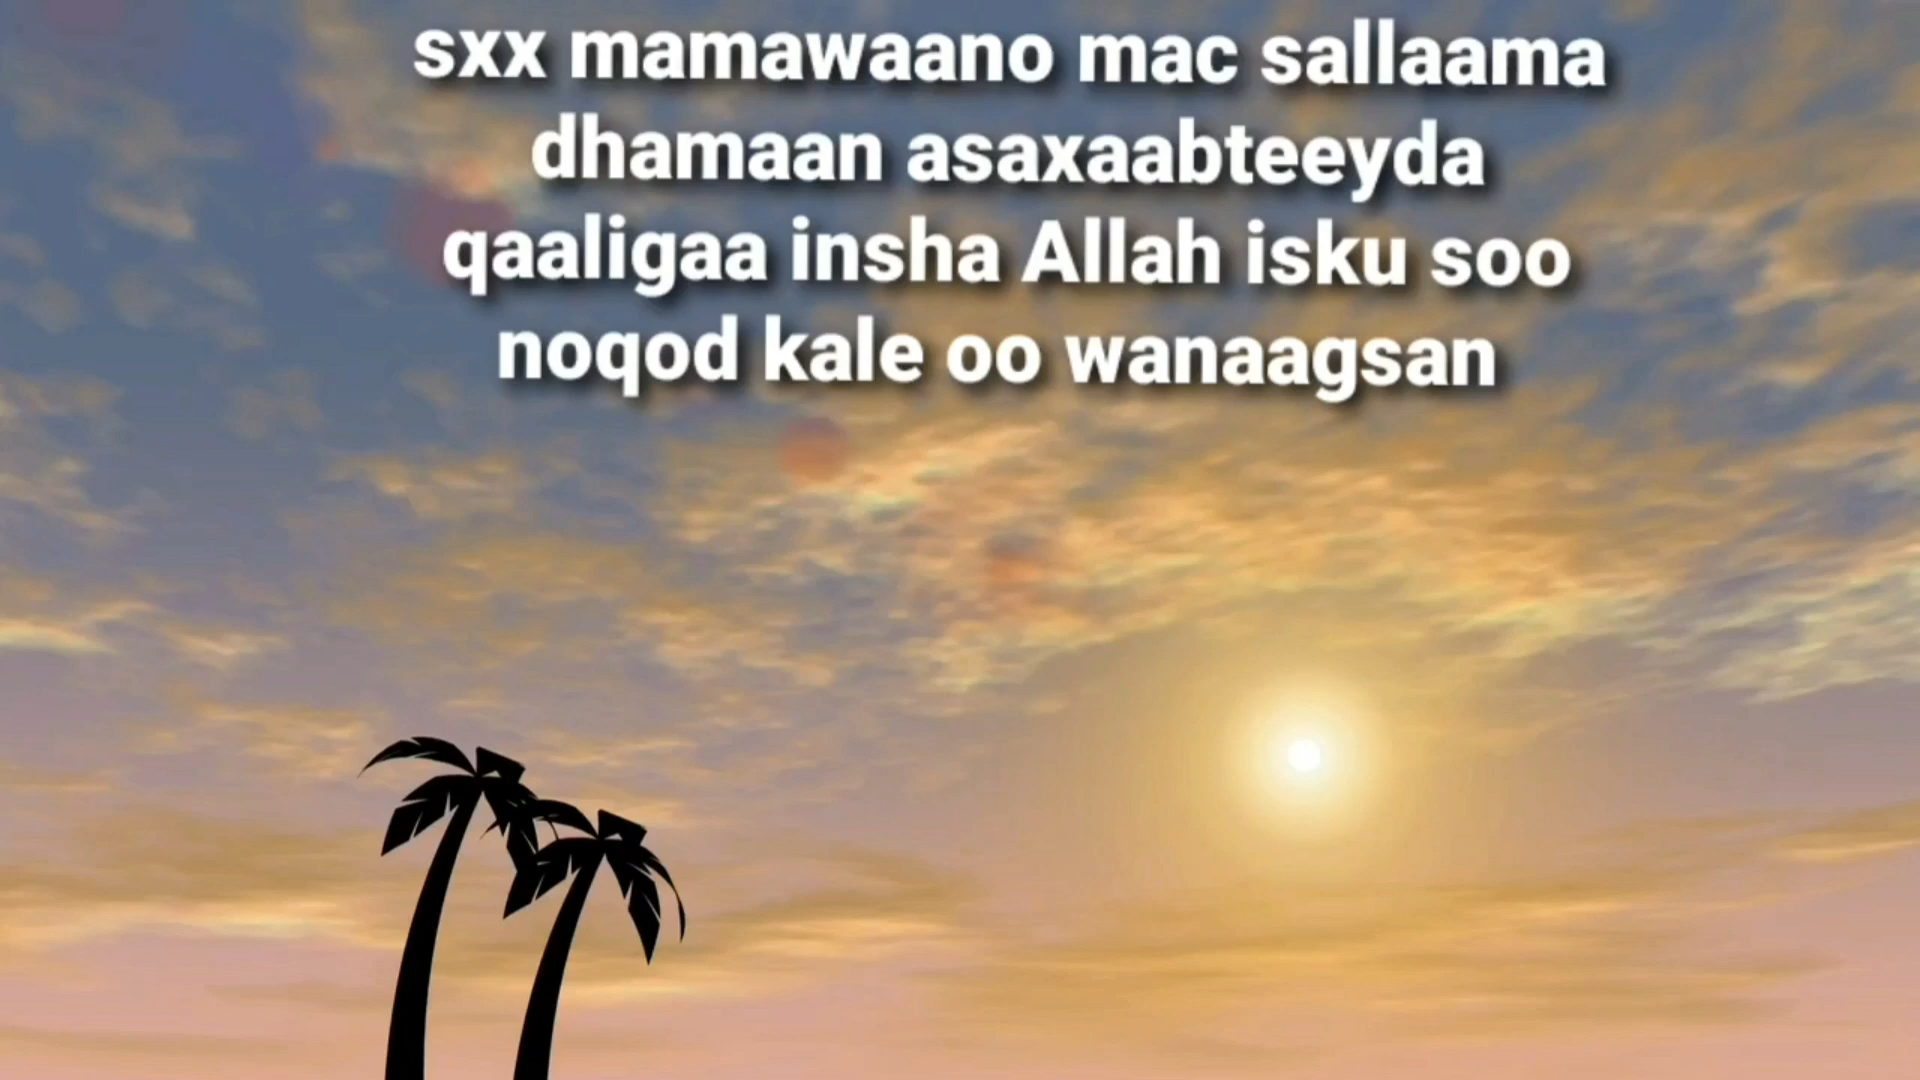 sxx mamawaano mac sallaama
dhamaan asaxaabteeyda
qaaligaa insha Allah isku soo
noqod kale oo wanaagsan